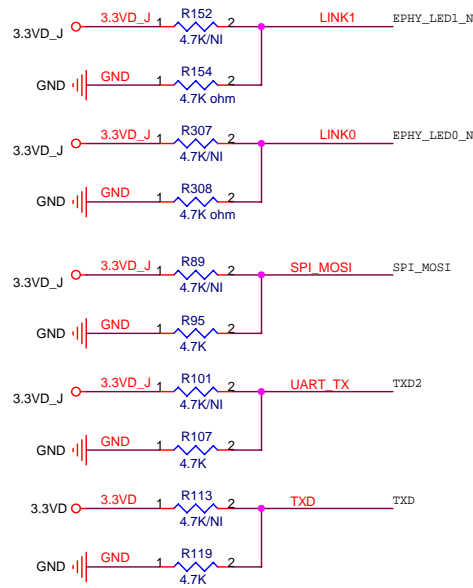 R152
3.3VD_J 3.3VD_J 1 2 LINK1 EPHY_LED1_N
4.7K/NI
R154
GND GND 1 2
4.7K ohm
R307
3.3VD_J 3.3VD_J 1 2 LINK0 EPHY_LED0_N
4.7K/NI
R308
GND GND 1 2
4.7K ohm
R89
3.3VD_J 3.3VD_J 1 2 SPI_MOSI SPI_MOSI
4.7K/NI
R95
GND GND 1 2
4.7K
R101
3.3VD_J 3.3VD_J 1 2 UART_TX TXD2
4.7K/NI
R107
GND GND 1 2
4.7K
R113
3.3VD 3.3VD 1 2 TXD TXD
4.7K/NI
R119
GND GND 1 2
4.7K